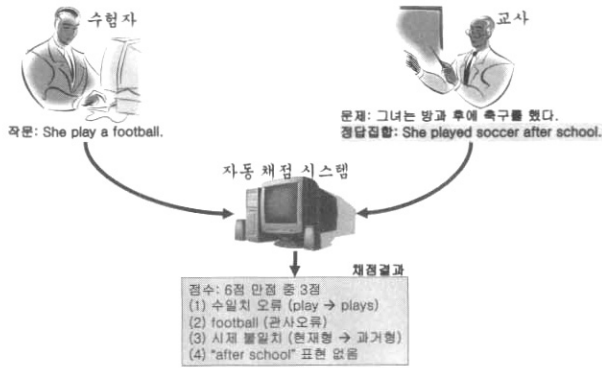 수험자
교사
작문: She play a football.
문제: 그녀는 방과 후에 축구를 했다.
정답집합: She played soccer after school.
자동 채점 시스템
채점결과
점수: 6점 만점 중 3점
(1) 수일치 오류 (play → plays)
(2) football (관사오류)
(3) 시제 불일치 (현재형 → 과거형)
(4) "after school" 표현 없음